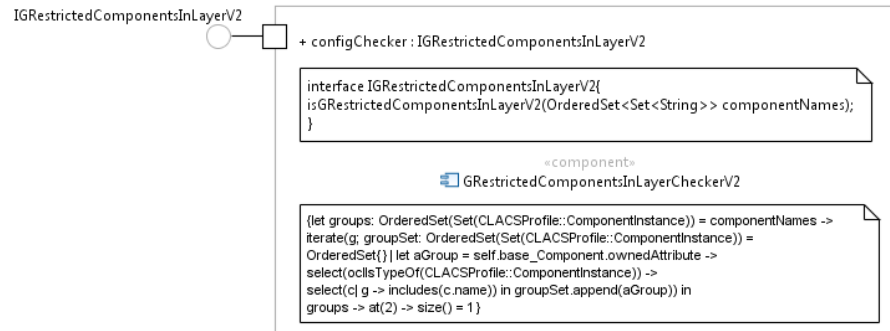 IGRestrictedComponentsInLayerV2
+ configChecker : IGRestrictedComponentsInLayerV2
interface IGRestrictedComponentsInLayerV2{
isGRestrictedComponentsInLayerV2(OrderedSet<Set<String>> componentNames);
}
«component»
GRestrictedComponentsInLayerCheckerV2
{let groups: OrderedSet(Set(CLACSProfile::ComponentInstance)) = componentNames ->
iterate(g; groupSet: OrderedSet(Set(CLACSProfile::ComponentInstance)) =
OrderedSet{} | let aGroup = self.base_Component.ownedAttribute ->
select(oclIsTypeOf(CLACSProfile::ComponentInstance)) ->
select(c| g -> includes(c.name)) in groupSet.append(aGroup)) in
groups -> at(2) -> size() = 1 }